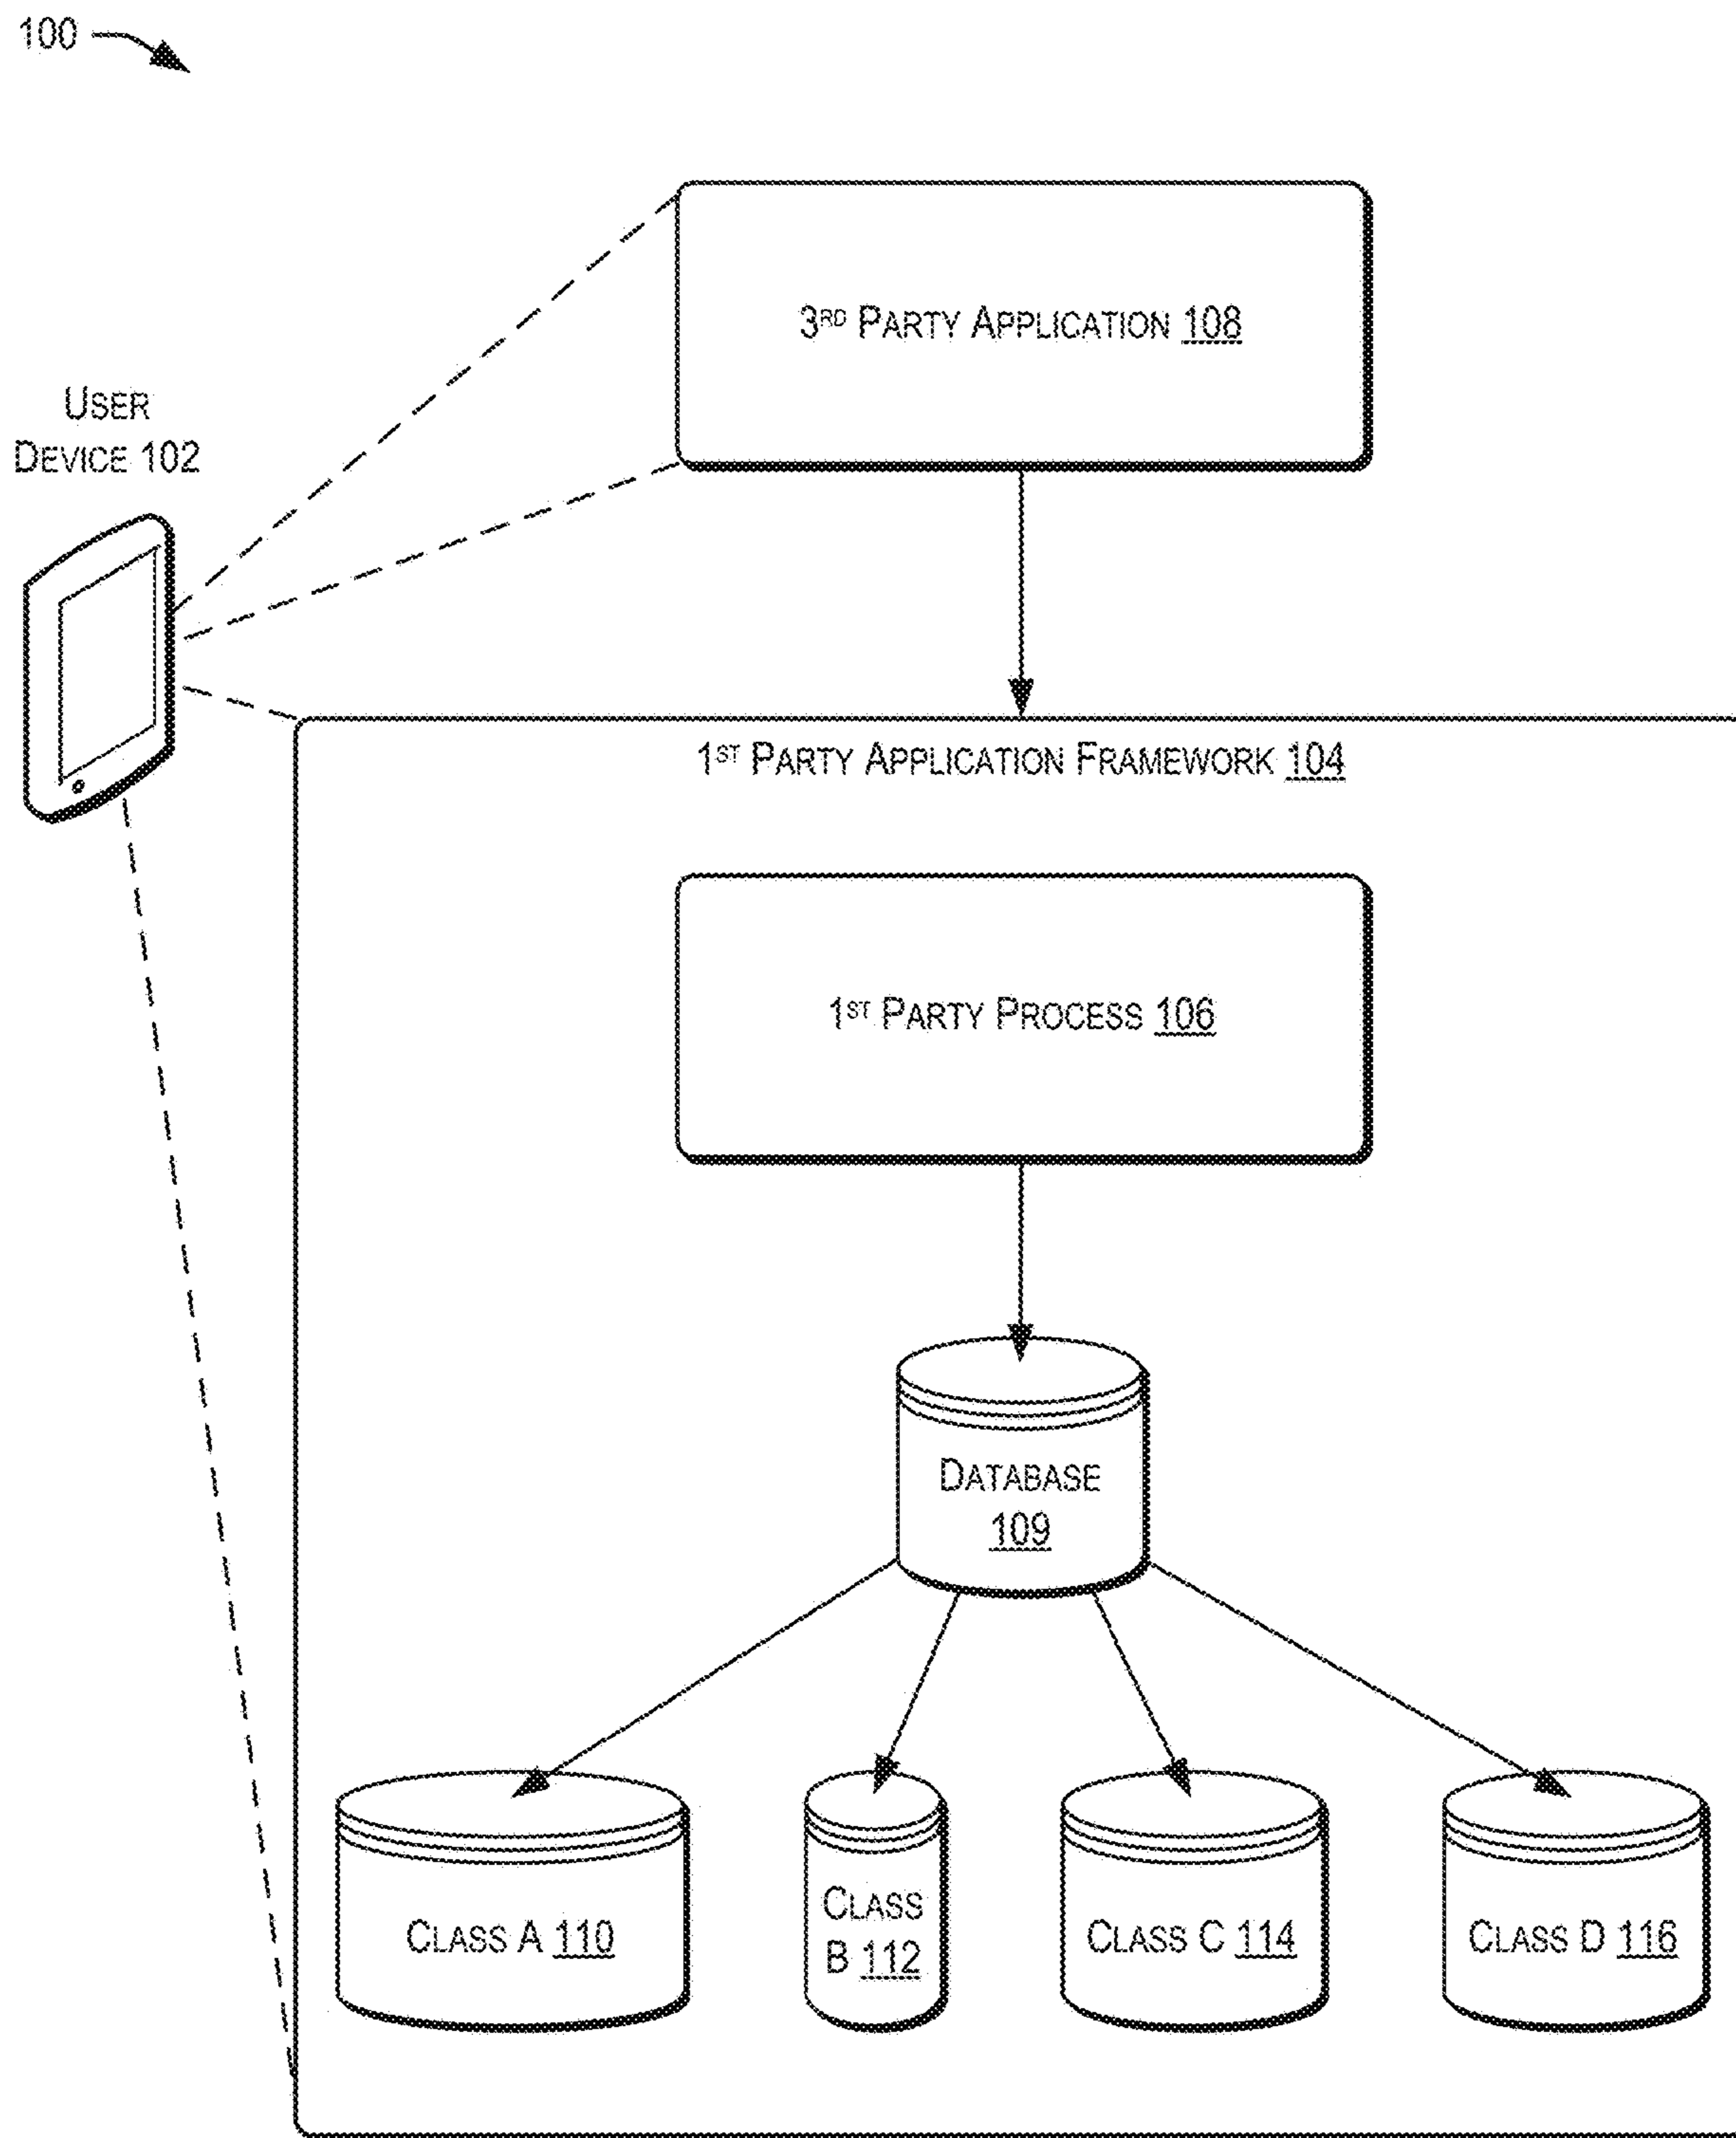 100
3RD PARTY APPLICATION 108
USER
DEVICE 102
1ST PARTY APPLICATION FRAMEWORK 104
1ST PARTY PROCESS 106
DATABASE
109
CLASS A 110
CLASS
B 112
CLASS C 114
CLASS D 116